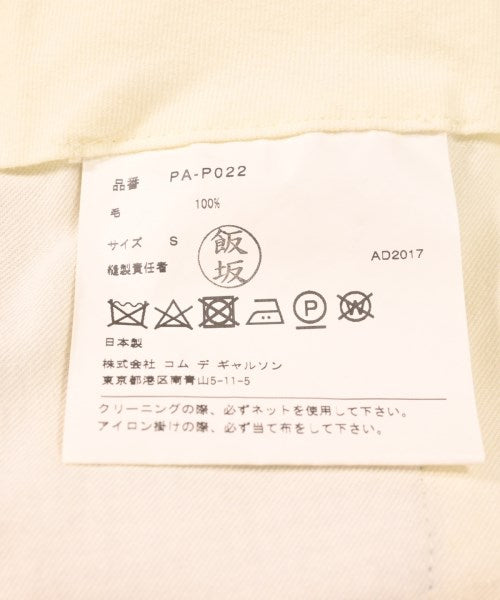 品番 PA-P022
毛 100%
サイズ S
縫製責任者 飯坂
AD2017
P W
日本製
株式会社 コム デ ギャルソン
東京都港区南青山5-11-5
クリーニングの際、必ずネットを使用して下さい。
アイロン掛けの際、必ず当て布をして下さい。